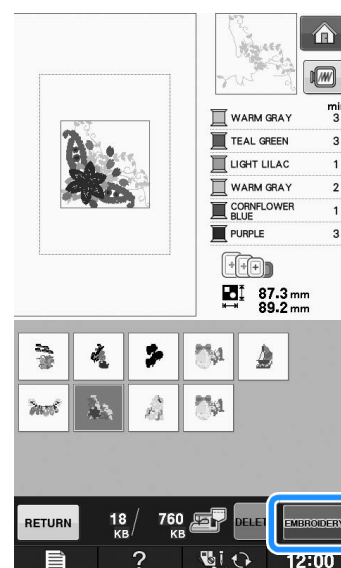 min
WARM GRAY 3
TEAL GREEN 3
LIGHT LILAC 1
WARM GRAY 2
CORNFLOWER
BLUE 1
PURPLE 3
87.3 mm
89.2 mm
RETURN
18 KB / 760 KB
DELET
EMBROIDERY
?
12:00